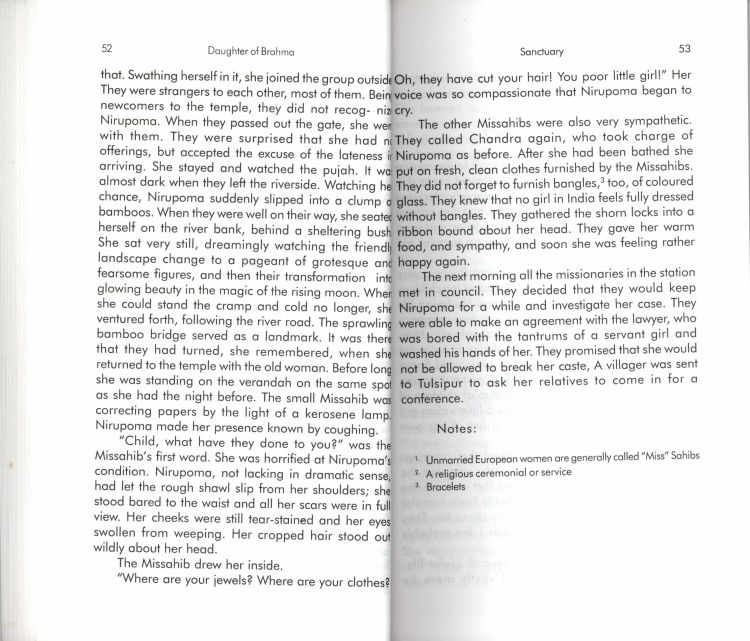 52
Daughter of Brahma
that. Swathing herself in it, she joined the group outside
They were strangers to each other, most of them. Bein
newcomers to the temple, they did not recog- niz
Nirupoma. When they passed out the gate, she wer
with them. They were surprised that she had n
offerings, but accepted the excuse of the lateness i
arriving. She stayed and watched the pujah. It wa
almost dark when they left the riverside. Watching he
chance, Nirupoma suddenly slipped into a clump o
bamboos. When they were well on their way, she seated
herself on the river bank, behind a sheltering bush
She sat very still, dreamingly watching the friendl
landscape change to a pageant of grotesque and
fearsome figures, and then their transformation into
glowing beauty in the magic of the rising moon. When
she could stand the cramp and cold no longer, she
ventured forth, following the river road. The sprawling
bamboo bridge served as a landmark. It was there
that they had turned, she remembered, when she
returned to the temple with the old woman. Before long
she was standing on the verandah on the same spot
as she had the night before. The small Missahib was
correcting papers by the light of a kerosene lamp.
Nirupoma made her presence known by coughing.
"Child, what have they done to you?" was the
Missahib's first word. She was horrified at Nirupoma's
condition. Nirupoma, not lacking in dramatic sense,
had let the rough shawl slip from her shoulders; she
stood bared to the waist and all her scars were in full
view. Her cheeks were still tear-stained and her eyes
swollen from weeping. Her cropped hair stood out
wildly about her head.
The Missahib drew her inside.
"Where are your jewels? Where are your clothes?
Sanctuary
53
Oh, they have cut your hair! You poor little girl!" Her
voice was so compassionate that Nirupoma began to
cry.
The other Missahibs were also very sympathetic.
They called Chandra again, who took charge of
Nirupoma as before. After she had been bathed she
put on fresh, clean clothes furnished by the Missahibs.
They did not forget to furnish bangles,³ too, of coloured
glass. They knew that no girl in India feels fully dressed
without bangles. They gathered the shorn locks into a
ribbon bound about her head. They gave her warm
food, and sympathy, and soon she was feeling rather
happy again.
The next morning all the missionaries in the station
met in council. They decided that they would keep
Nirupoma for a while and investigate her case. They
were able to make an agreement with the lawyer, who
was bored with the tantrums of a servant girl and
washed his hands of her. They promised that she would
not be allowed to break her caste, A villager was sent
to Tulsipur to ask her relatives to come in for a
conference.
Notes:
¹. Unmarried European women are generally called "Miss" Sahibs
². A religious ceremonial or service
³. Bracelets